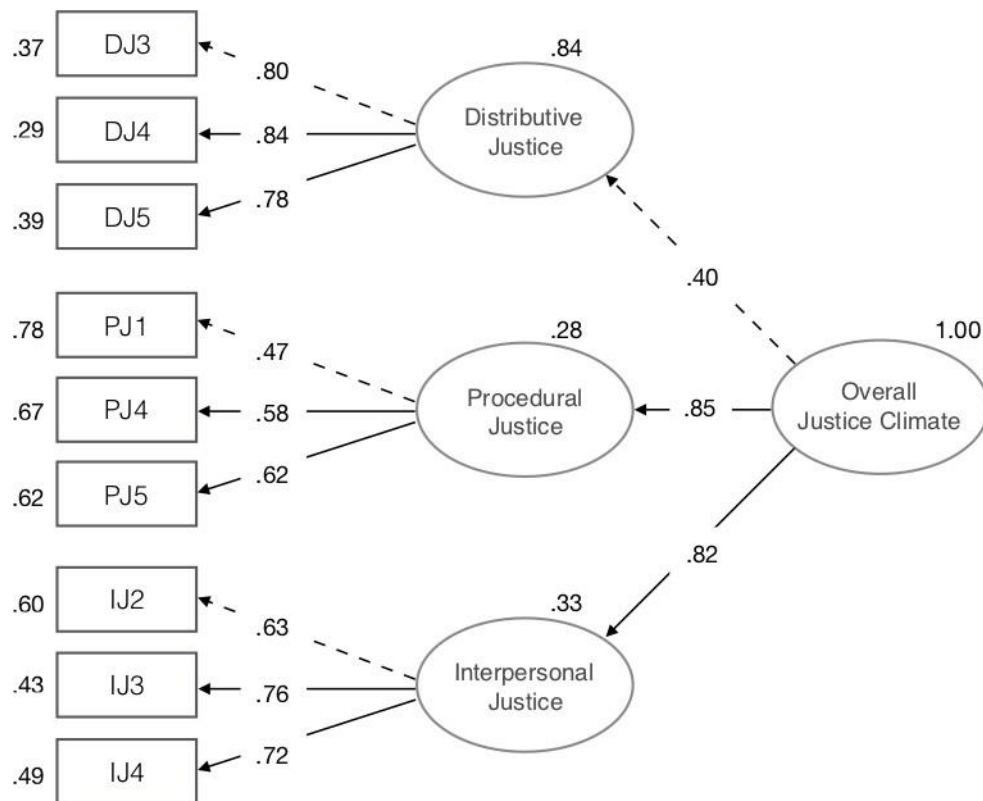 .37
DJ3
.80
.84
Distributive
Justice
.29
DJ4
.84
.39
DJ5
.78
.40
.78
PJ1
.47
.28
Procedural
Justice
1.00
Overall
Justice Climate
.67
PJ4
.58
.85
.62
PJ5
.62
.82
.60
IJ2
.63
.33
Interpersonal
Justice
.43
IJ3
.76
.49
IJ4
.72